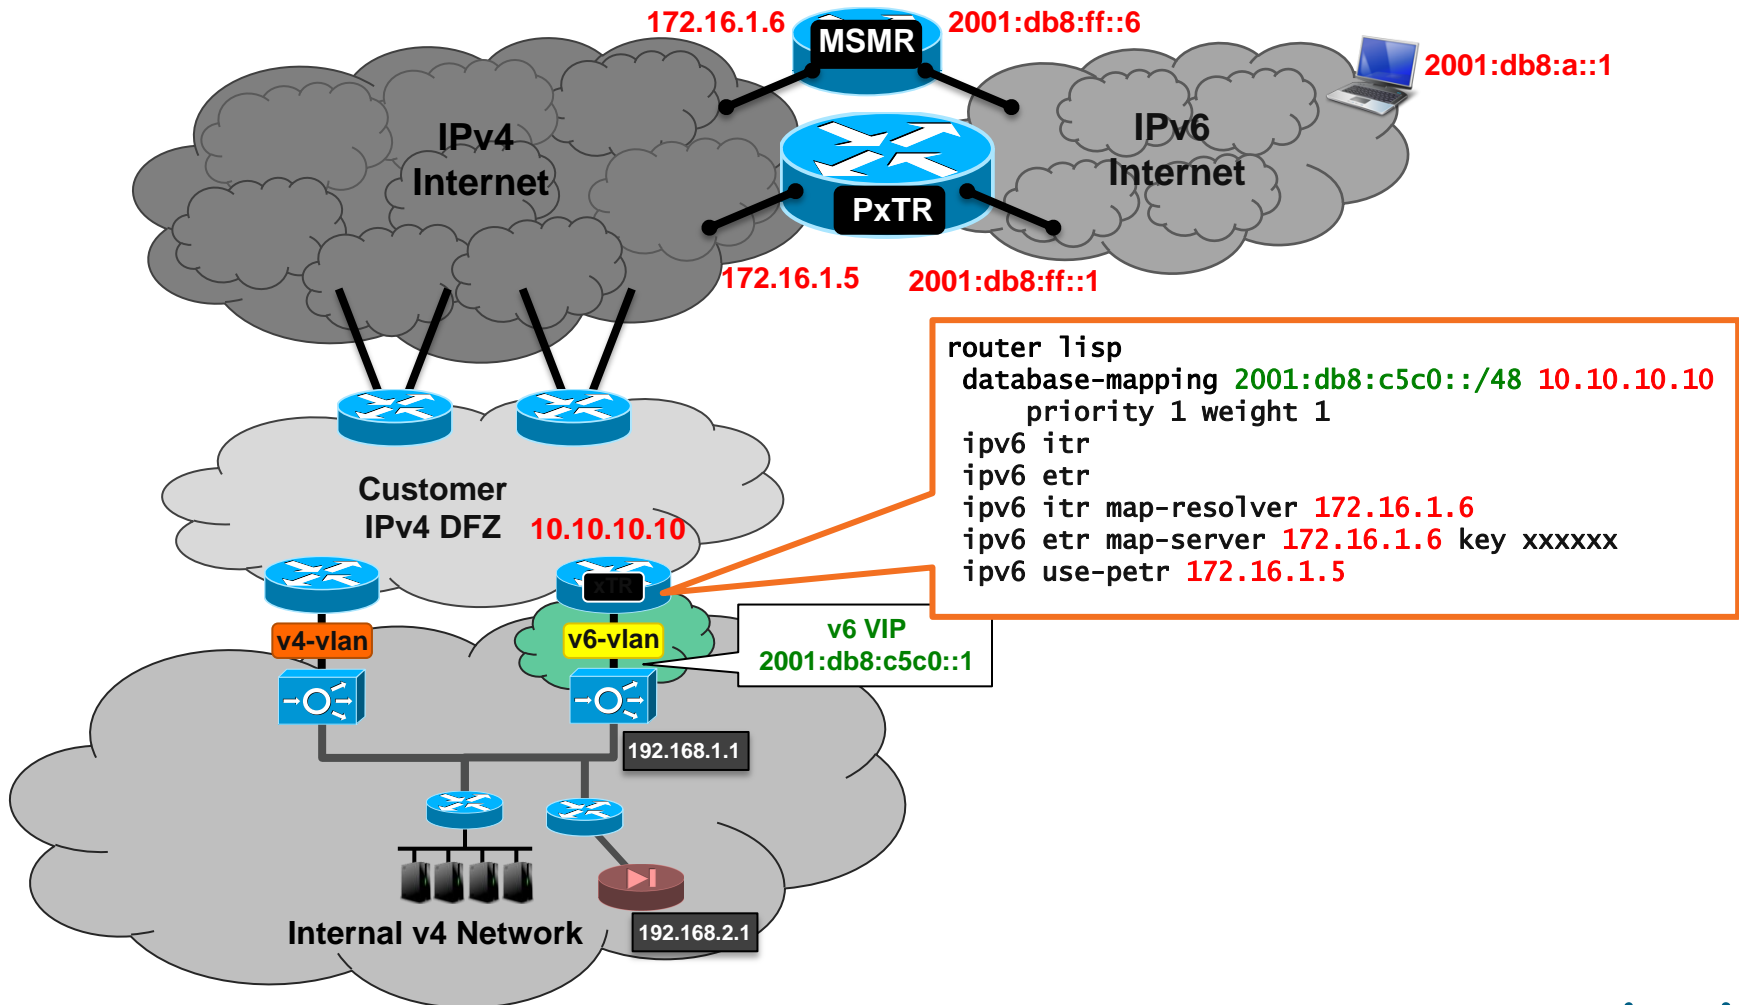 172.16.1.6
2001:db8:ff::6
MSMR
2001:db8:a::1
IPv4
Internet
IPv6
Internet
PxTR
172.16.1.5
2001:db8:ff::1
router lisp
database-mapping 2001:db8:c5c0::/48 10.10.10.10
priority 1 weight 1
ipv6 itr
ipv6 etr
ipv6 itr map-resolver 172.16.1.6
ipv6 etr map-server 172.16.1.6 key xxxxxx
ipv6 use-petr 172.16.1.5
Customer
IPv4 DFZ
10.10.10.10
xTR
v4-vlan
v6-vlan
v6 VIP
2001:db8:c5c0::1
192.168.1.1
Internal v4 Network
192.168.2.1